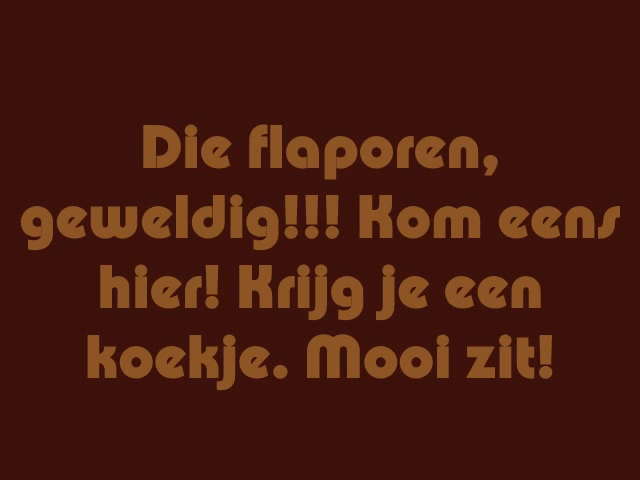 Die flaporen,
geweldig!!! Kom eens
hier! Krijg je een
koekje. Mooi zit!